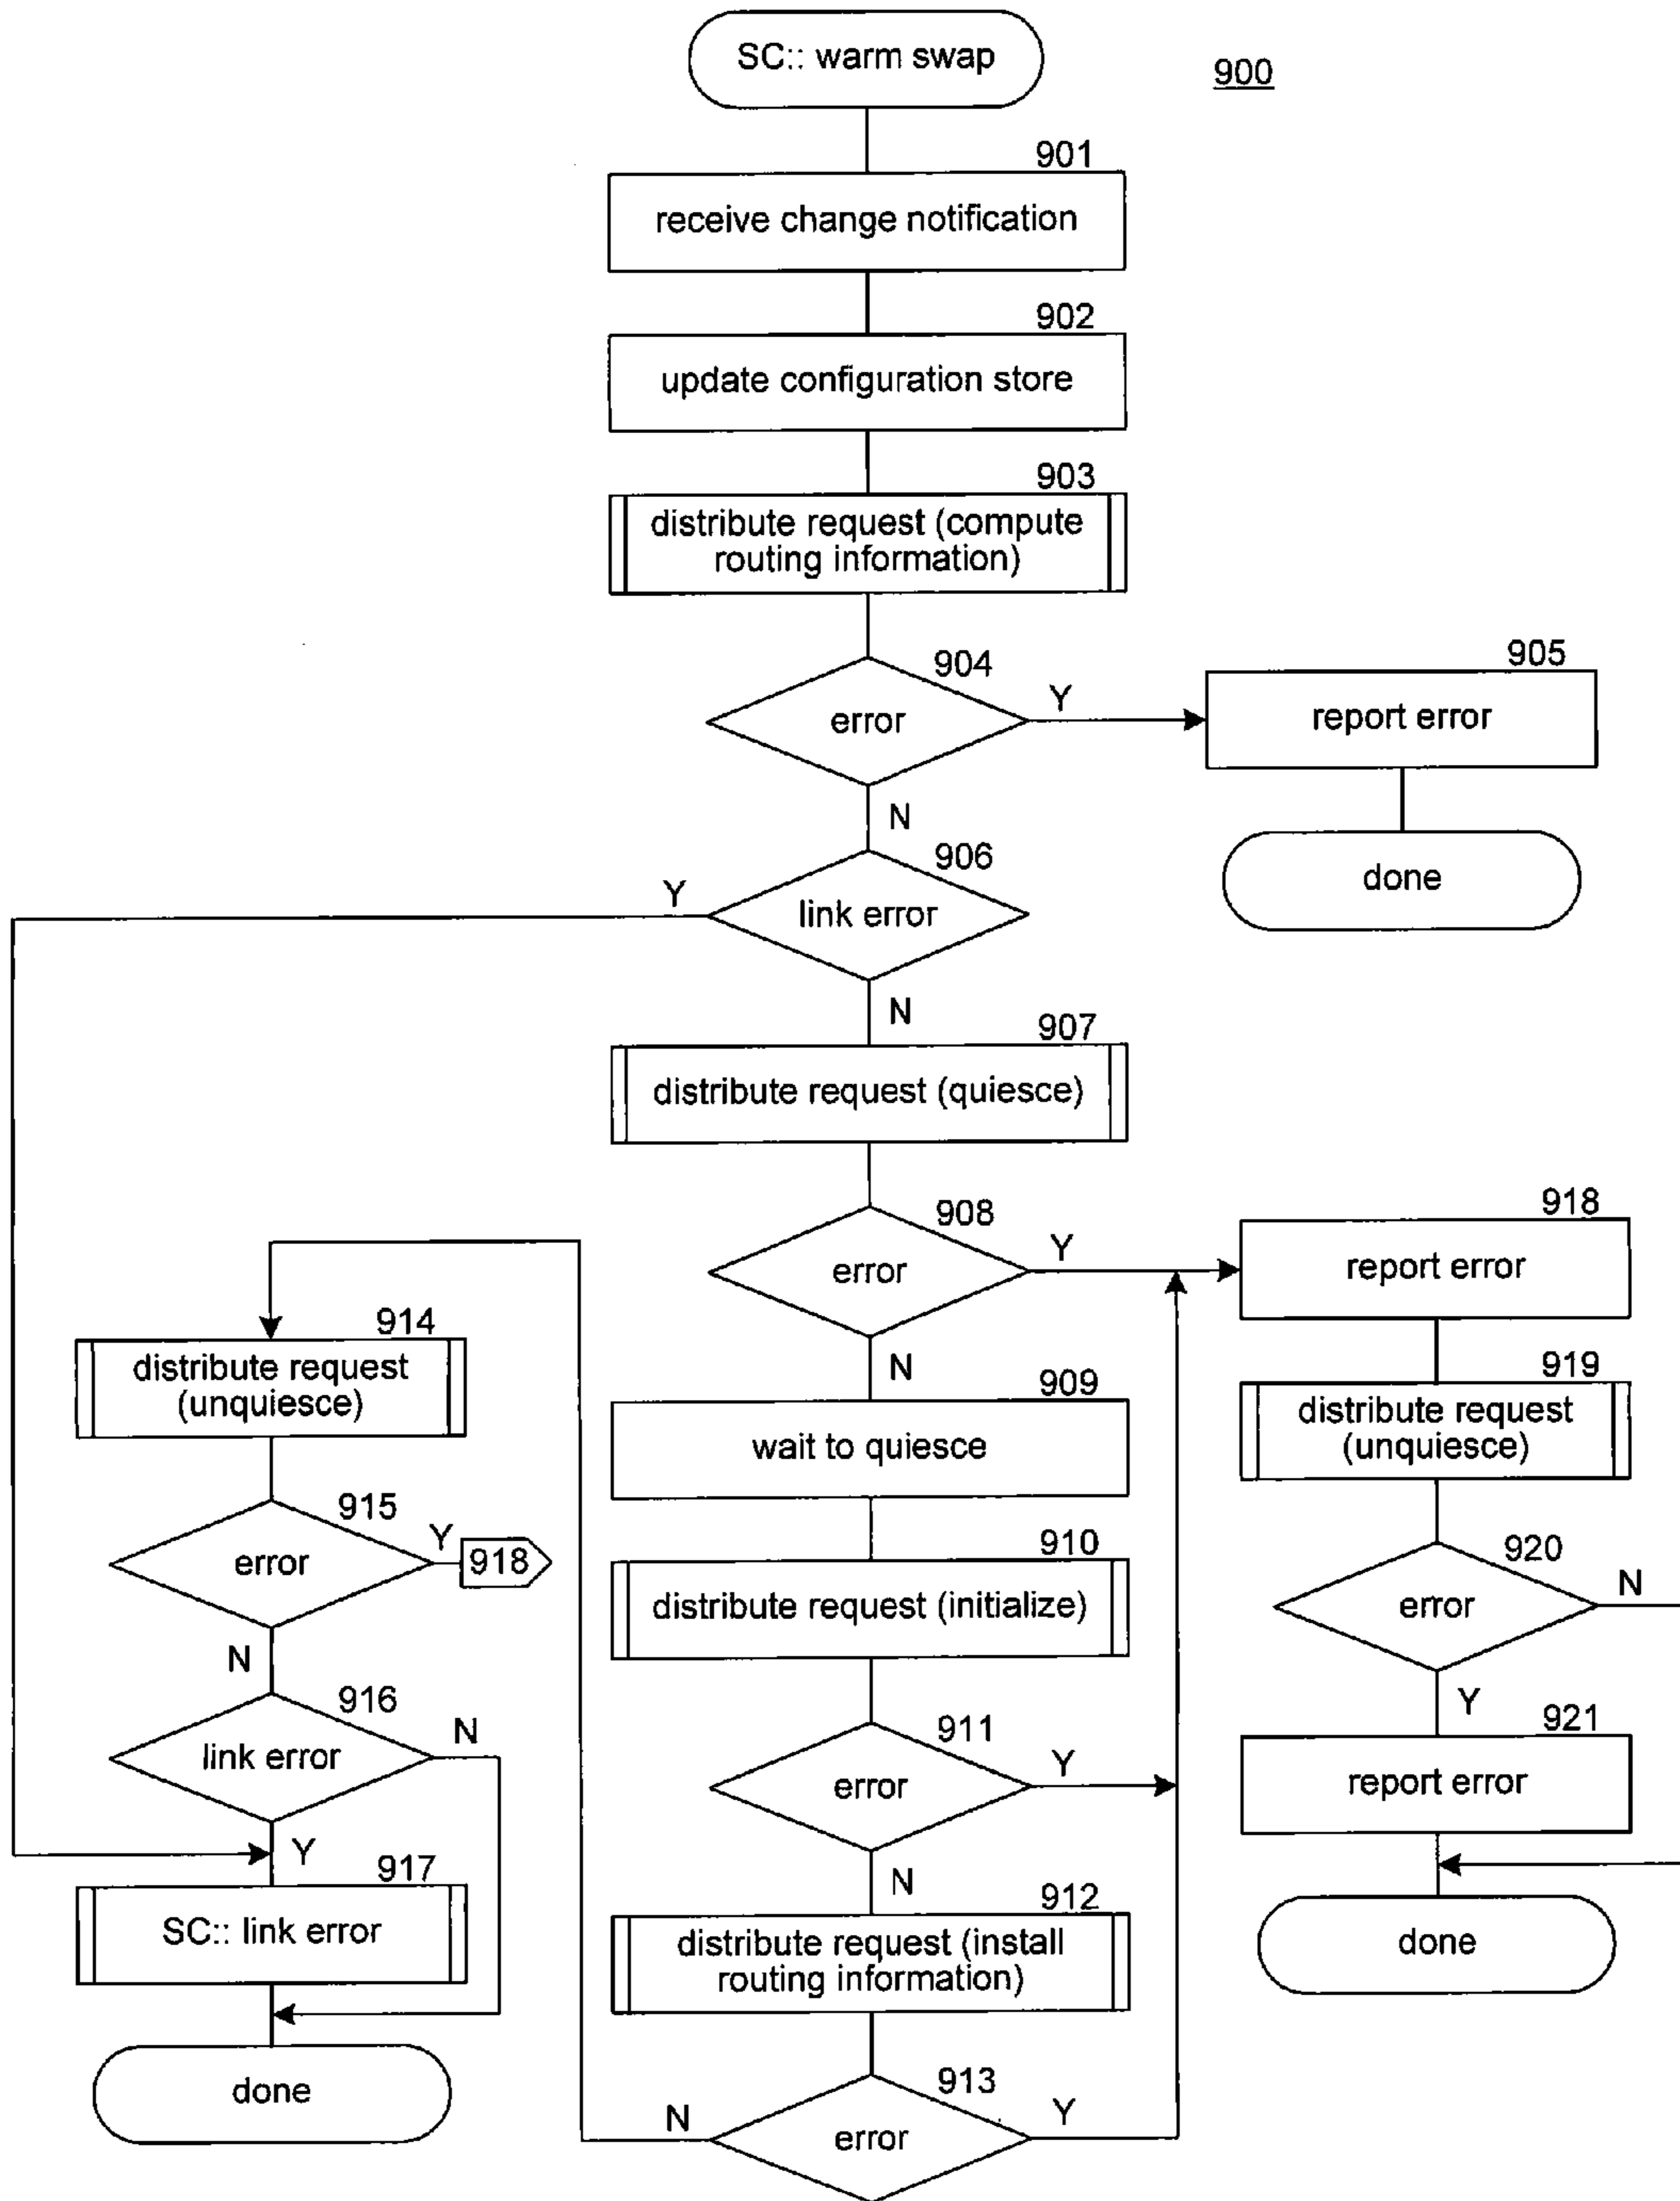 SC:: warm swap
900
901
receive change notification
902
update configuration store
903
distribute request (compute
routing information)
904
error
Y
N
905
report error
done
906
link error
Y
N
907
distribute request (quiesce)
908
error
Y
N
909
wait to quiesce
910
distribute request (initialize)
911
error
Y
N
912
distribute request (install
routing information)
913
error
N
Y
914
distribute request
(unquiesce)
915
error
Y
918
N
916
link error
N
Y
917
SC:: link error
done
918
report error
919
distribute request
(unquiesce)
920
error
N
Y
921
report error
done